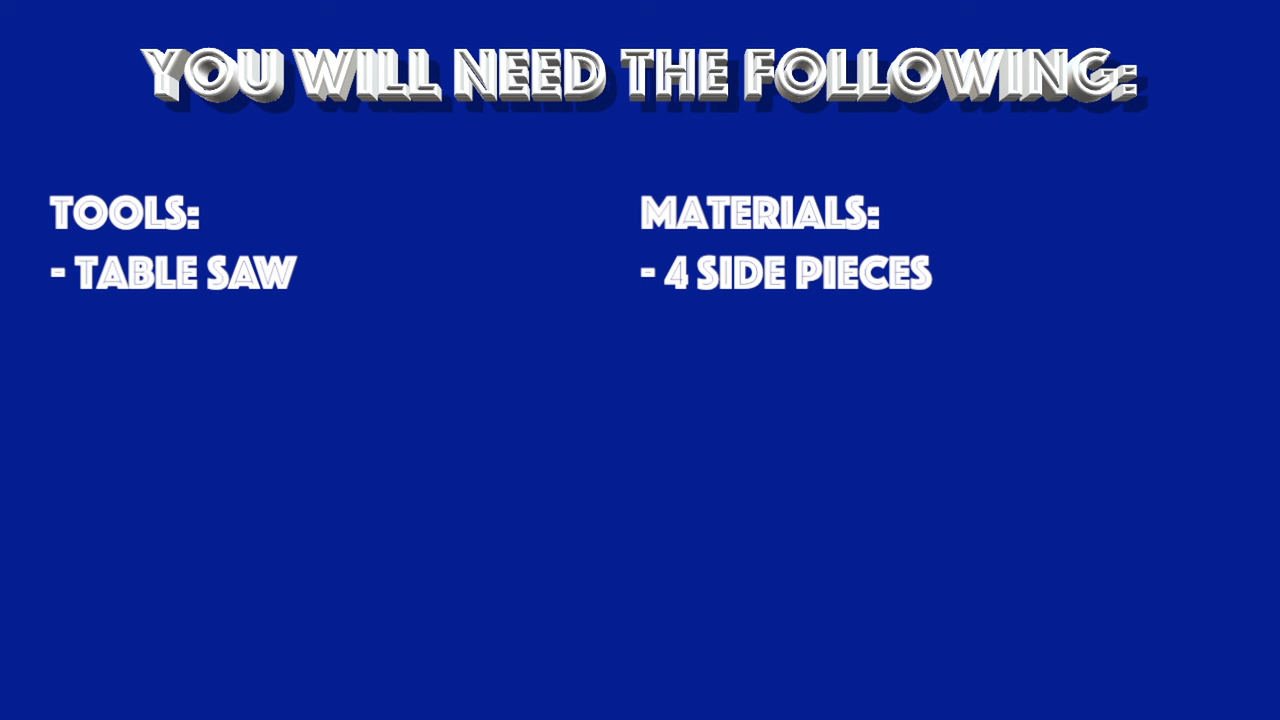 YOU WILL NEED THE FOLLOWING:
TOOLS:
- TABLE SAW
MATERIALS:
- 4 SIDE PIECES